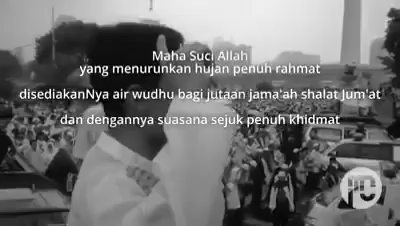 Maha Suci Allah
yang menurunkan hujan penuh rahmat
disediakanNya air wudhu bagi jutaan jama'ah shalat Jum'at
dan dengannya suasana sejuk penuh khidmat